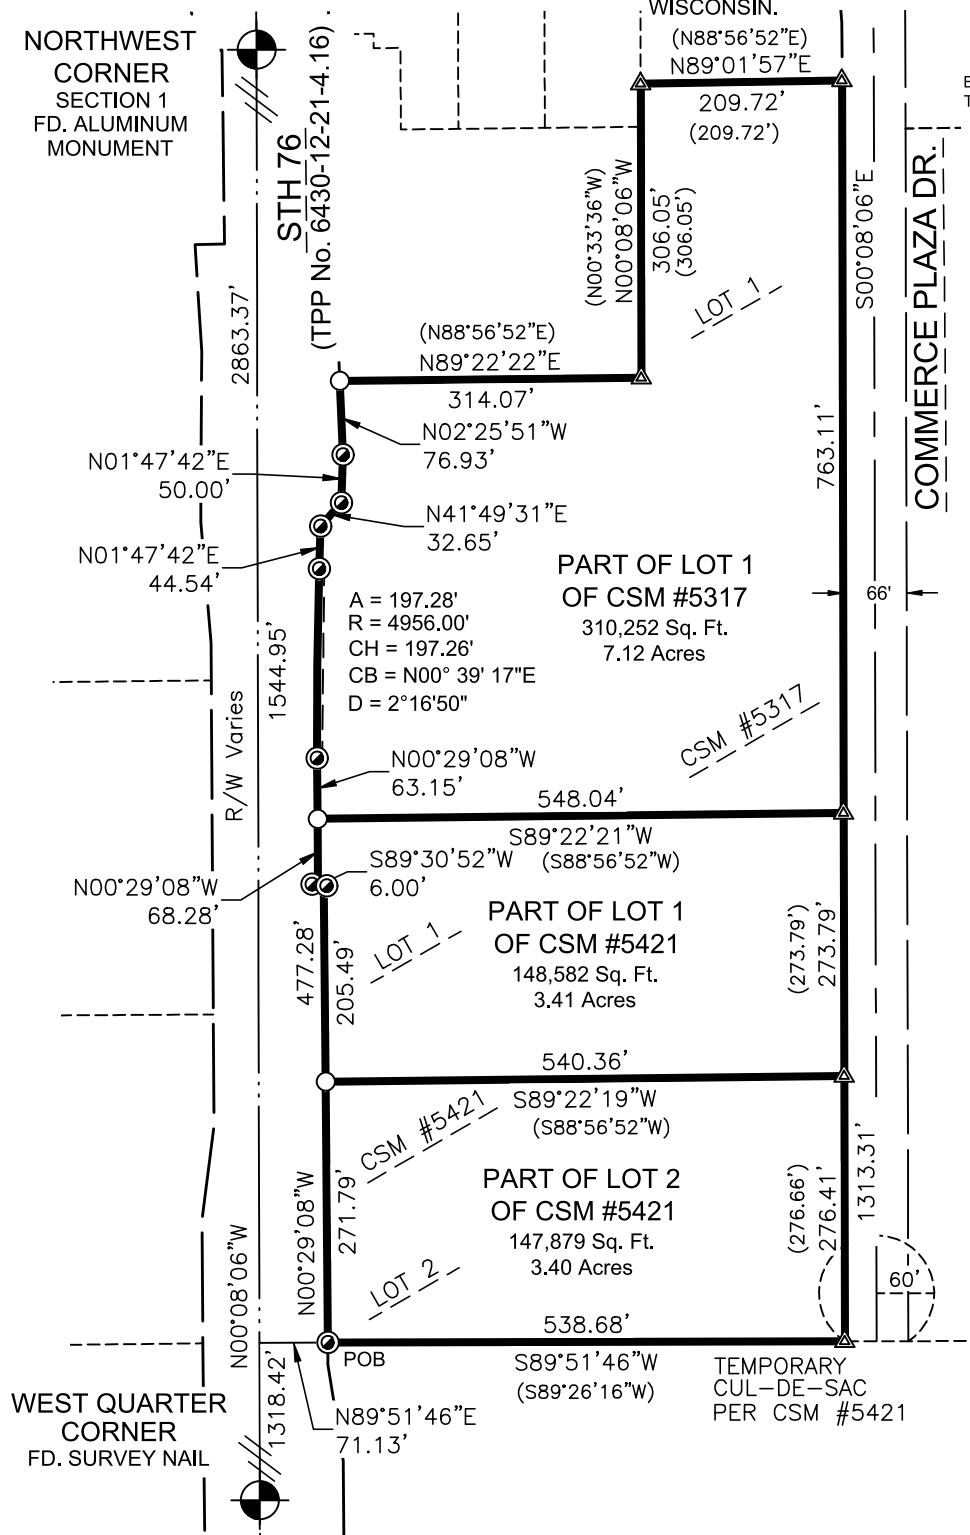 WISCONSIN.
(N88°56'52"E)
N89°01'57"E
209.72'
(209.72')
NORTHWEST
CORNER
SECTION 1
FD. ALUMINUM
MONUMENT
STH 76
(TPP No. 6430-12-21-4.16)
2863.37'
(N00°33'36"W)
N00°08'06"W
306.05'
(306.05')
LOT 1
S00°08'06"E
COMMERCE PLAZA DR.
(N88°56'52"E)
N89°22'22"E
314.07'
N02°25'51"W
76.93'
N01°47'42"E
50.00'
N41°49'31"E
32.65'
N01°47'42"E
44.54'
763.11'
PART OF LOT 1
OF CSM #5317
310,252 Sq. Ft.
7.12 Acres
66'
A = 197.28'
R = 4956.00'
CH = 197.26'
CB = N00° 39' 17"E
D = 2°16'50"
1544.95'
R/W Varies
CSM #5317
N00°29'08"W
63.15'
548.04'
S89°22'21"W
(S88°56'52"W)
S89°30'52"W
6.00'
N00°29'08"W
68.28'
477.28'
205.49'
LOT 1
PART OF LOT 1
OF CSM #5421
148,582 Sq. Ft.
3.41 Acres
(273.79')
273.79'
540.36'
S89°22'19"W
(S88°56'52"W)
CSM #5421
PART OF LOT 2
OF CSM #5421
147,879 Sq. Ft.
3.40 Acres
N00°29'08"W
271.79'
LOT 2
(276.66')
276.41'
1313.31'
60'
N00°08'06"W
538.68'
S89°51'46"W
(S89°26'16"W)
POB
TEMPORARY
CUL-DE-SAC
PER CSM #5421
1318.42'
N89°51'46"E
71.13'
WEST QUARTER
CORNER
FD. SURVEY NAIL